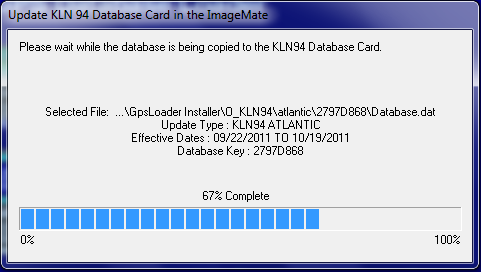 Update KLN 94 Database Card in the ImageMate
Please wait while the database is being copied to the KLN94 Database Card.
Selected File: ...\GpsLoader Installer\O_KLN94\atlantic\2797D868\Database.dat
Update Type : KLN94 ATLANTIC
Effective Dates : 09/22/2011 TO 10/19/2011
Database Key : 2797D868
67% Complete
0% 100%